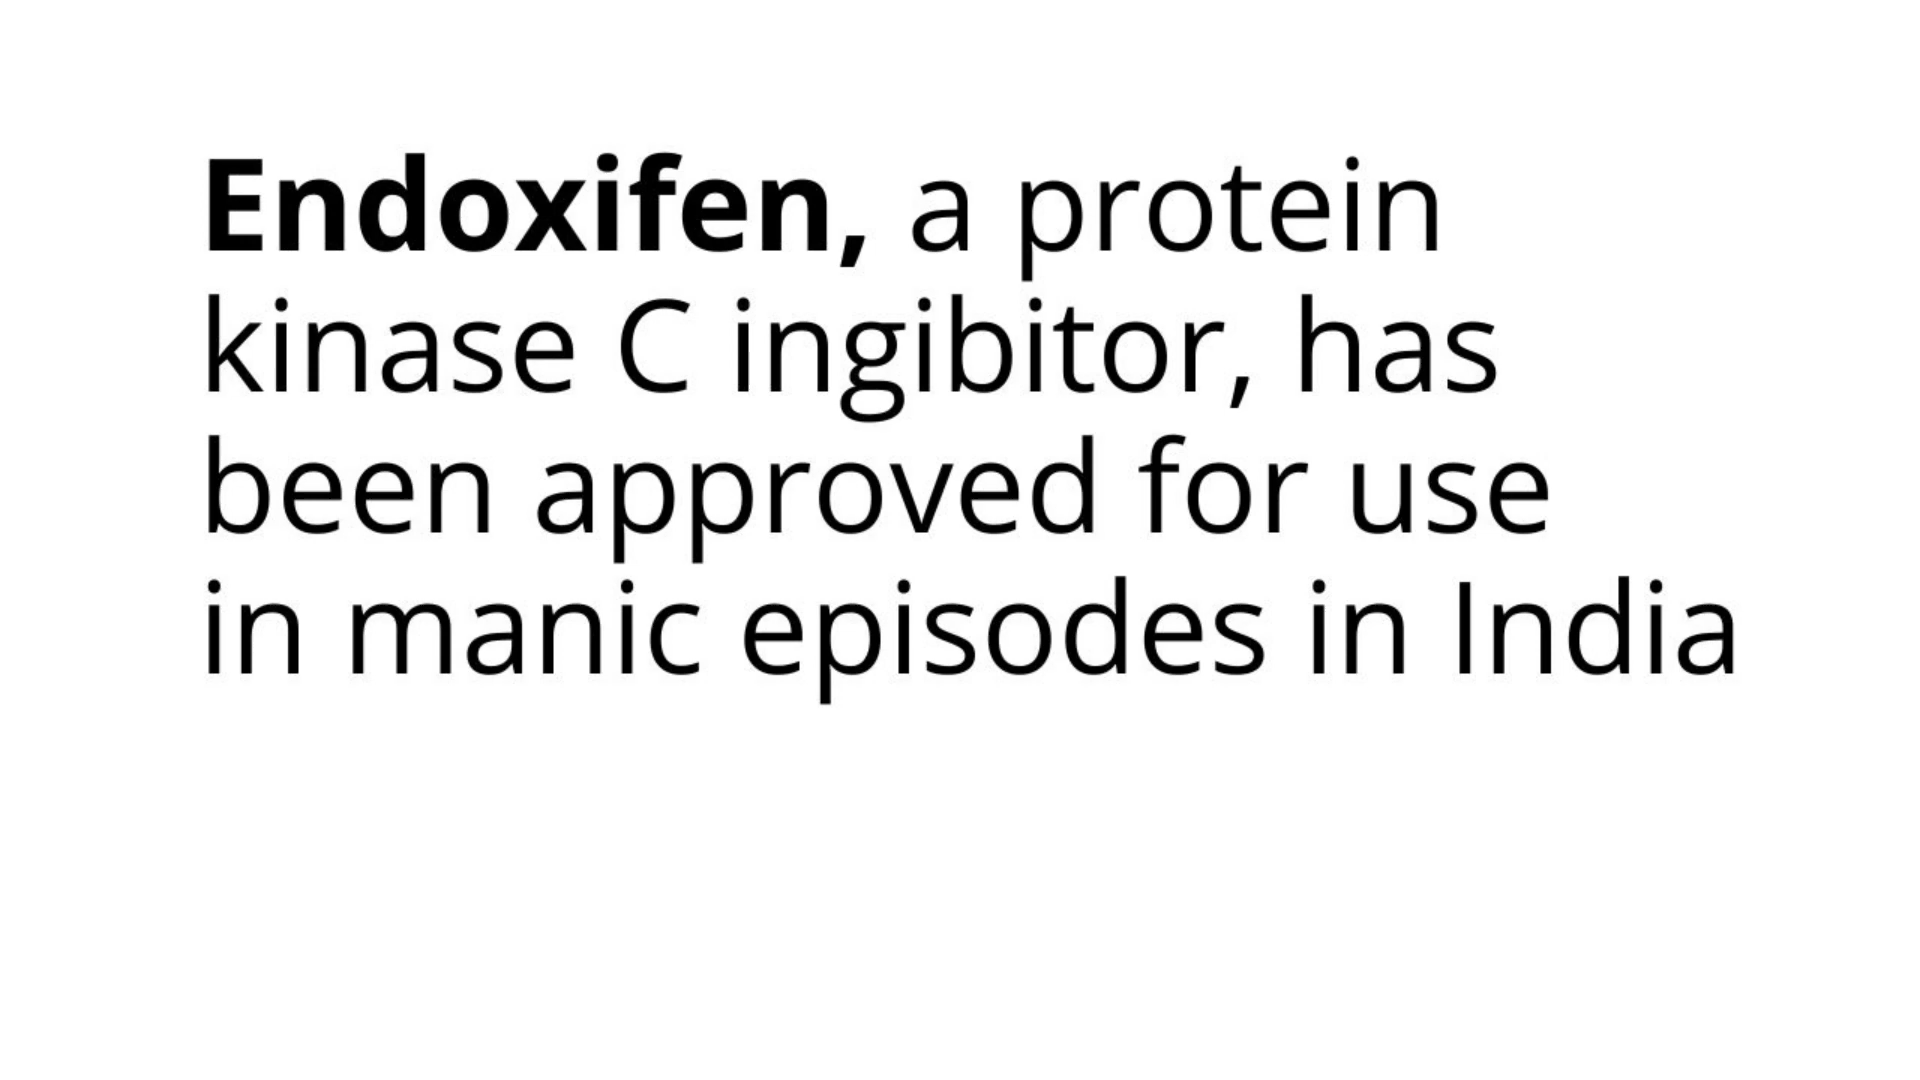 Endoxifen, a protein
kinase C ingibitor, has
been approved for use
in manic episodes in India